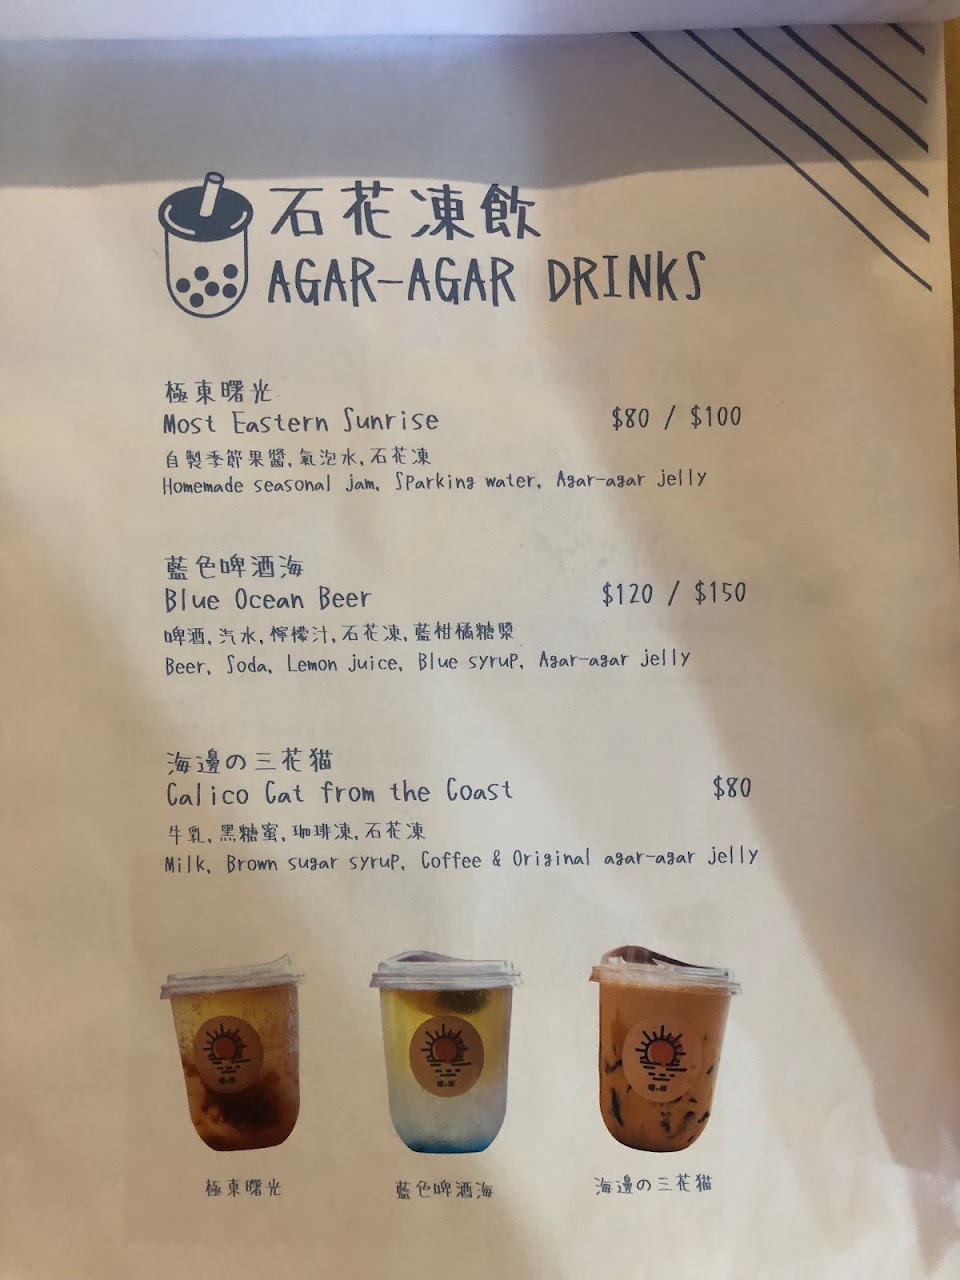 石花凍飲
AGAR-AGAR DRINKS
極東曙光
Most Eastern Sunrise $80 / $100
自製季節果醬, 氣泡水, 石花凍
Homemade seasonal jam, Sparking water, Agar-agar jelly
藍色啤酒海
Blue Ocean Beer $120 / $150
啤酒, 汽水, 檸檬汁, 石花凍, 藍柑橘糖漿
Beer, Soda, Lemon juice, Blue syrup, Agar-agar jelly
海邊の三花猫
Calico Cat from the Coast $80
牛乳, 黑糖蜜, 珈琲凍, 石花凍
Milk, Brown sugar syrup, Coffee & Original agar-agar jelly
極東曙光 藍色啤酒海 海邊の三花猫